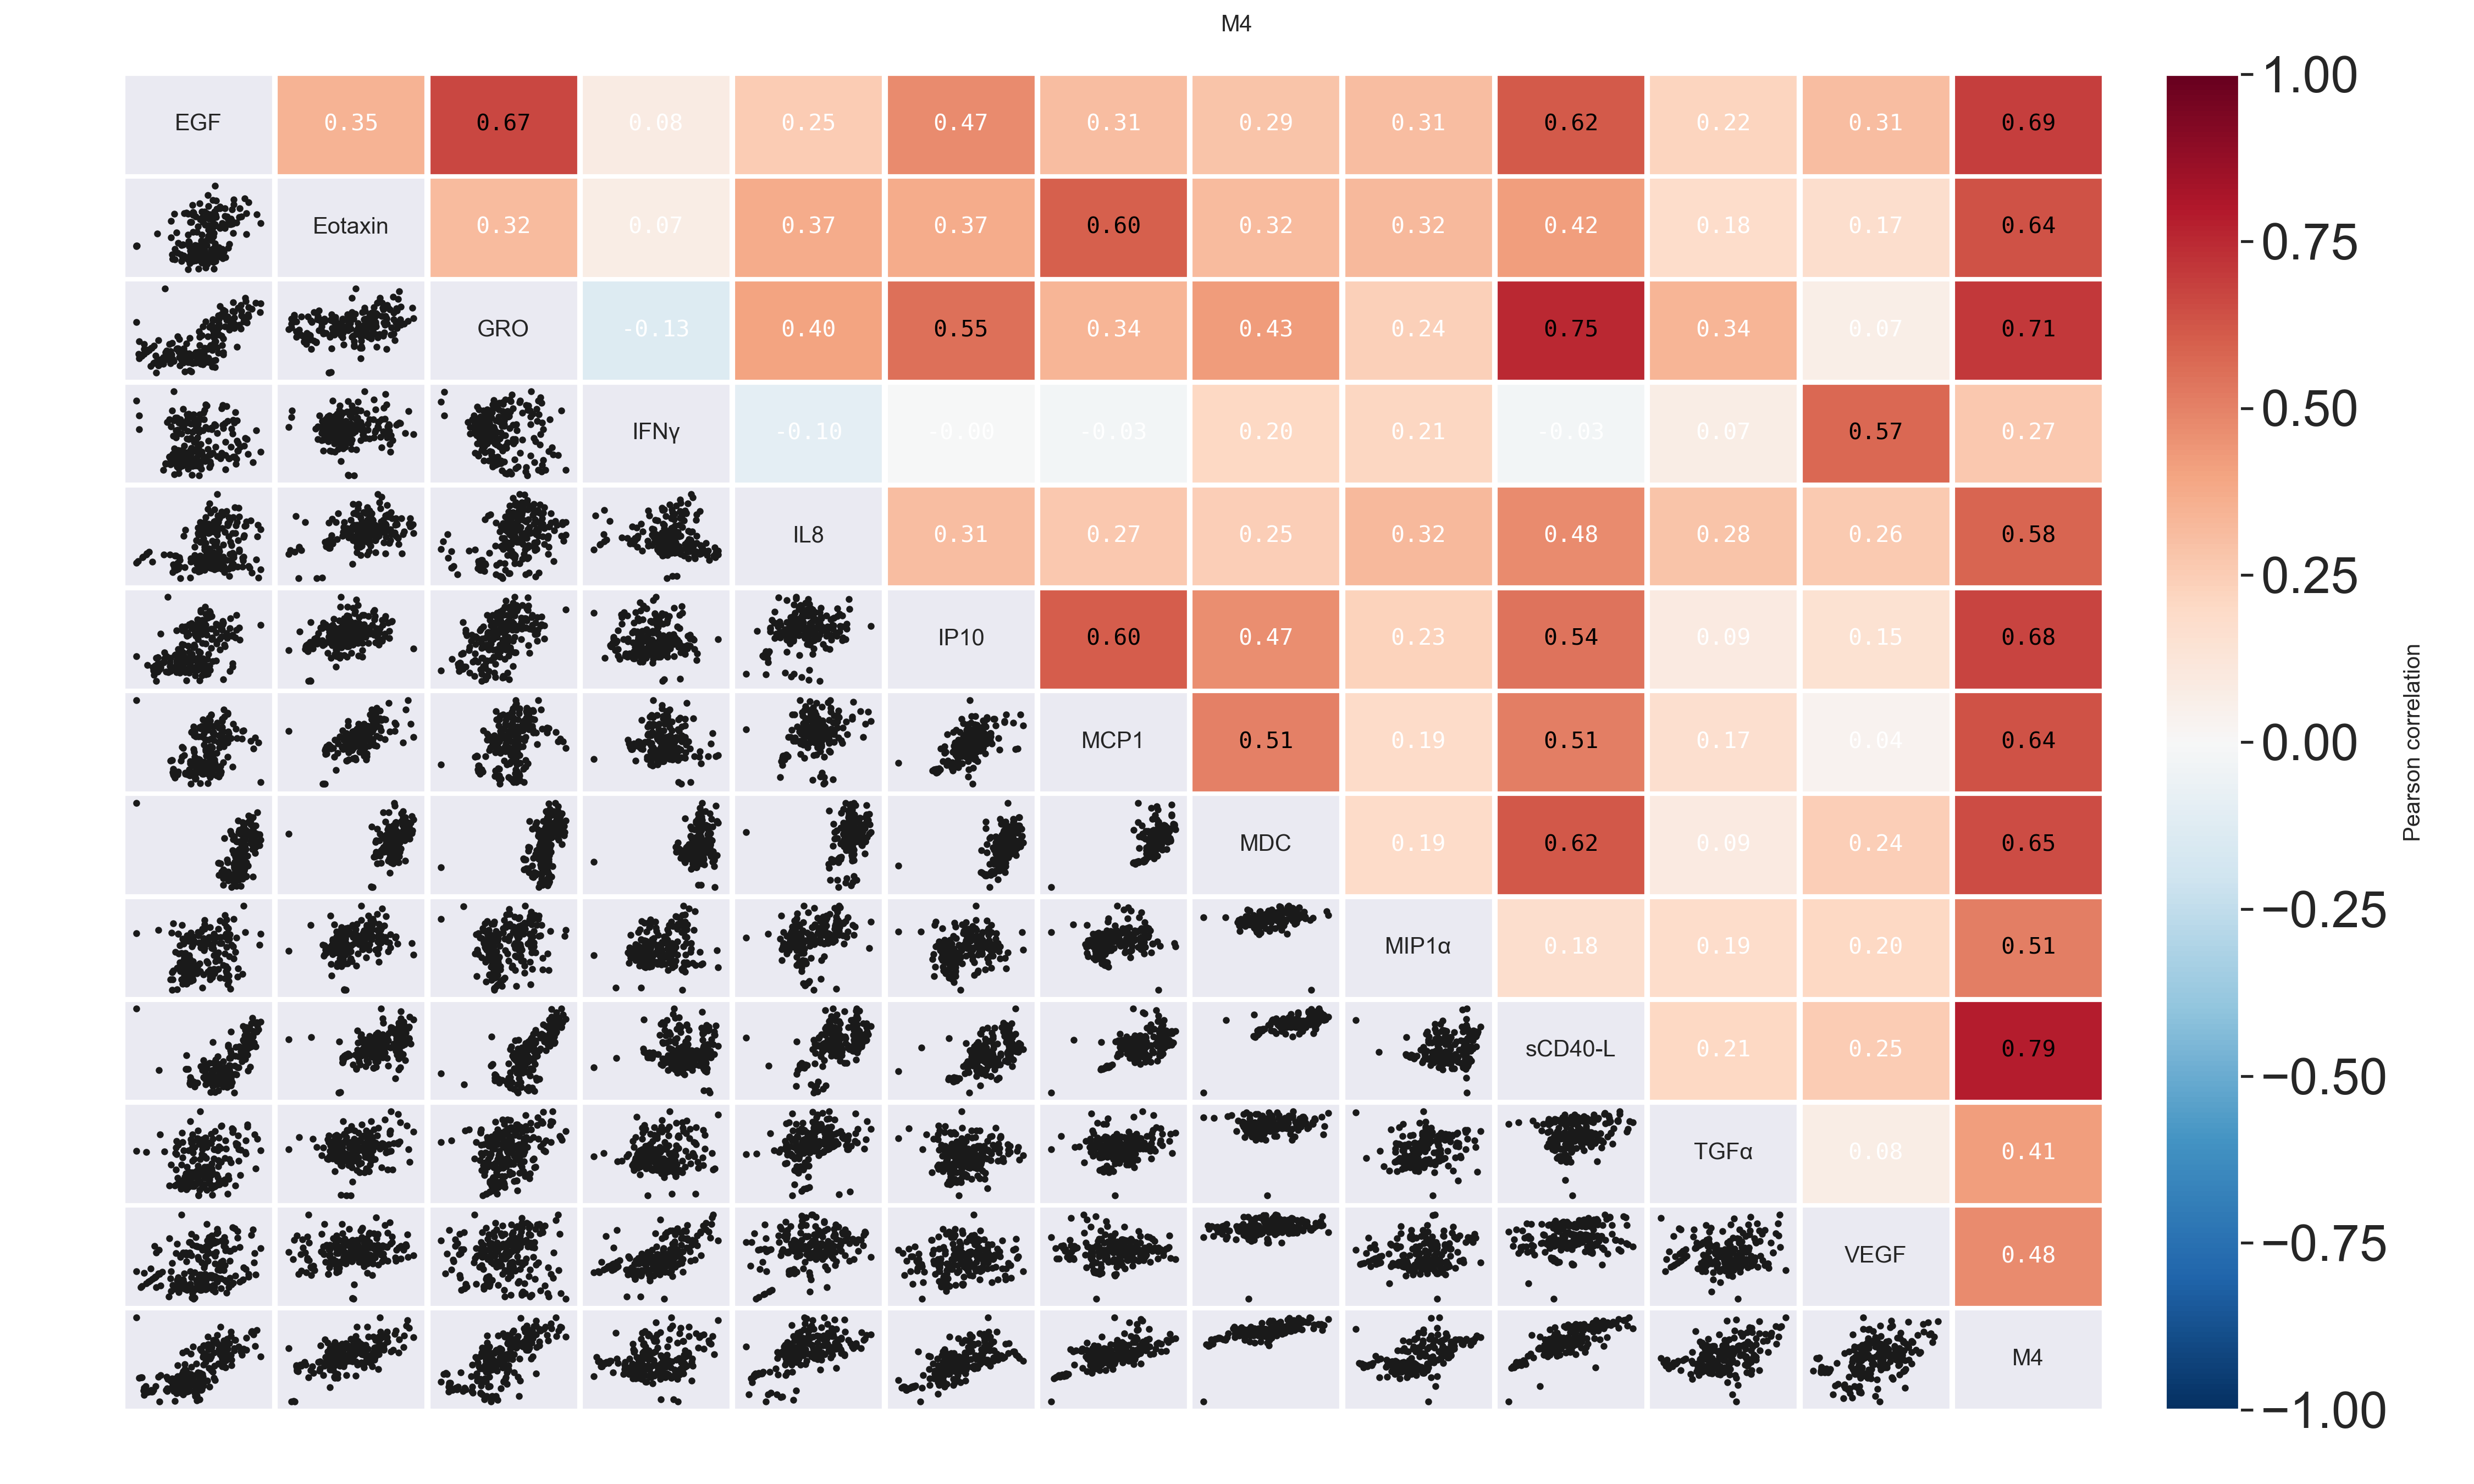 M4
EGF 0.35 0.67 0.08 0.25 0.47 0.31 0.29 0.31 0.62 0.22 0.31 0.69
Eotaxin 0.32 0.07 0.37 0.37 0.60 0.32 0.32 0.42 0.18 0.17 0.64
GRO -0.13 0.40 0.55 0.34 0.43 0.24 0.75 0.34 0.07 0.71
IFNγ -0.10 -0.00 -0.03 0.20 0.21 -0.03 0.07 0.57 0.27
IL8 0.31 0.27 0.25 0.32 0.48 0.28 0.26 0.58
IP10 0.60 0.47 0.23 0.54 0.09 0.15 0.68
MCP1 0.51 0.19 0.51 0.17 0.04 0.64
MDC 0.19 0.62 0.09 0.24 0.65
MIP1α 0.18 0.19 0.20 0.51
sCD40-L 0.21 0.25 0.79
TGFα 0.08 0.41
VEGF 0.48
M4
1.00
0.75
0.50
0.25
0.00
−0.25
−0.50
−0.75
−1.00
Pearson correlation